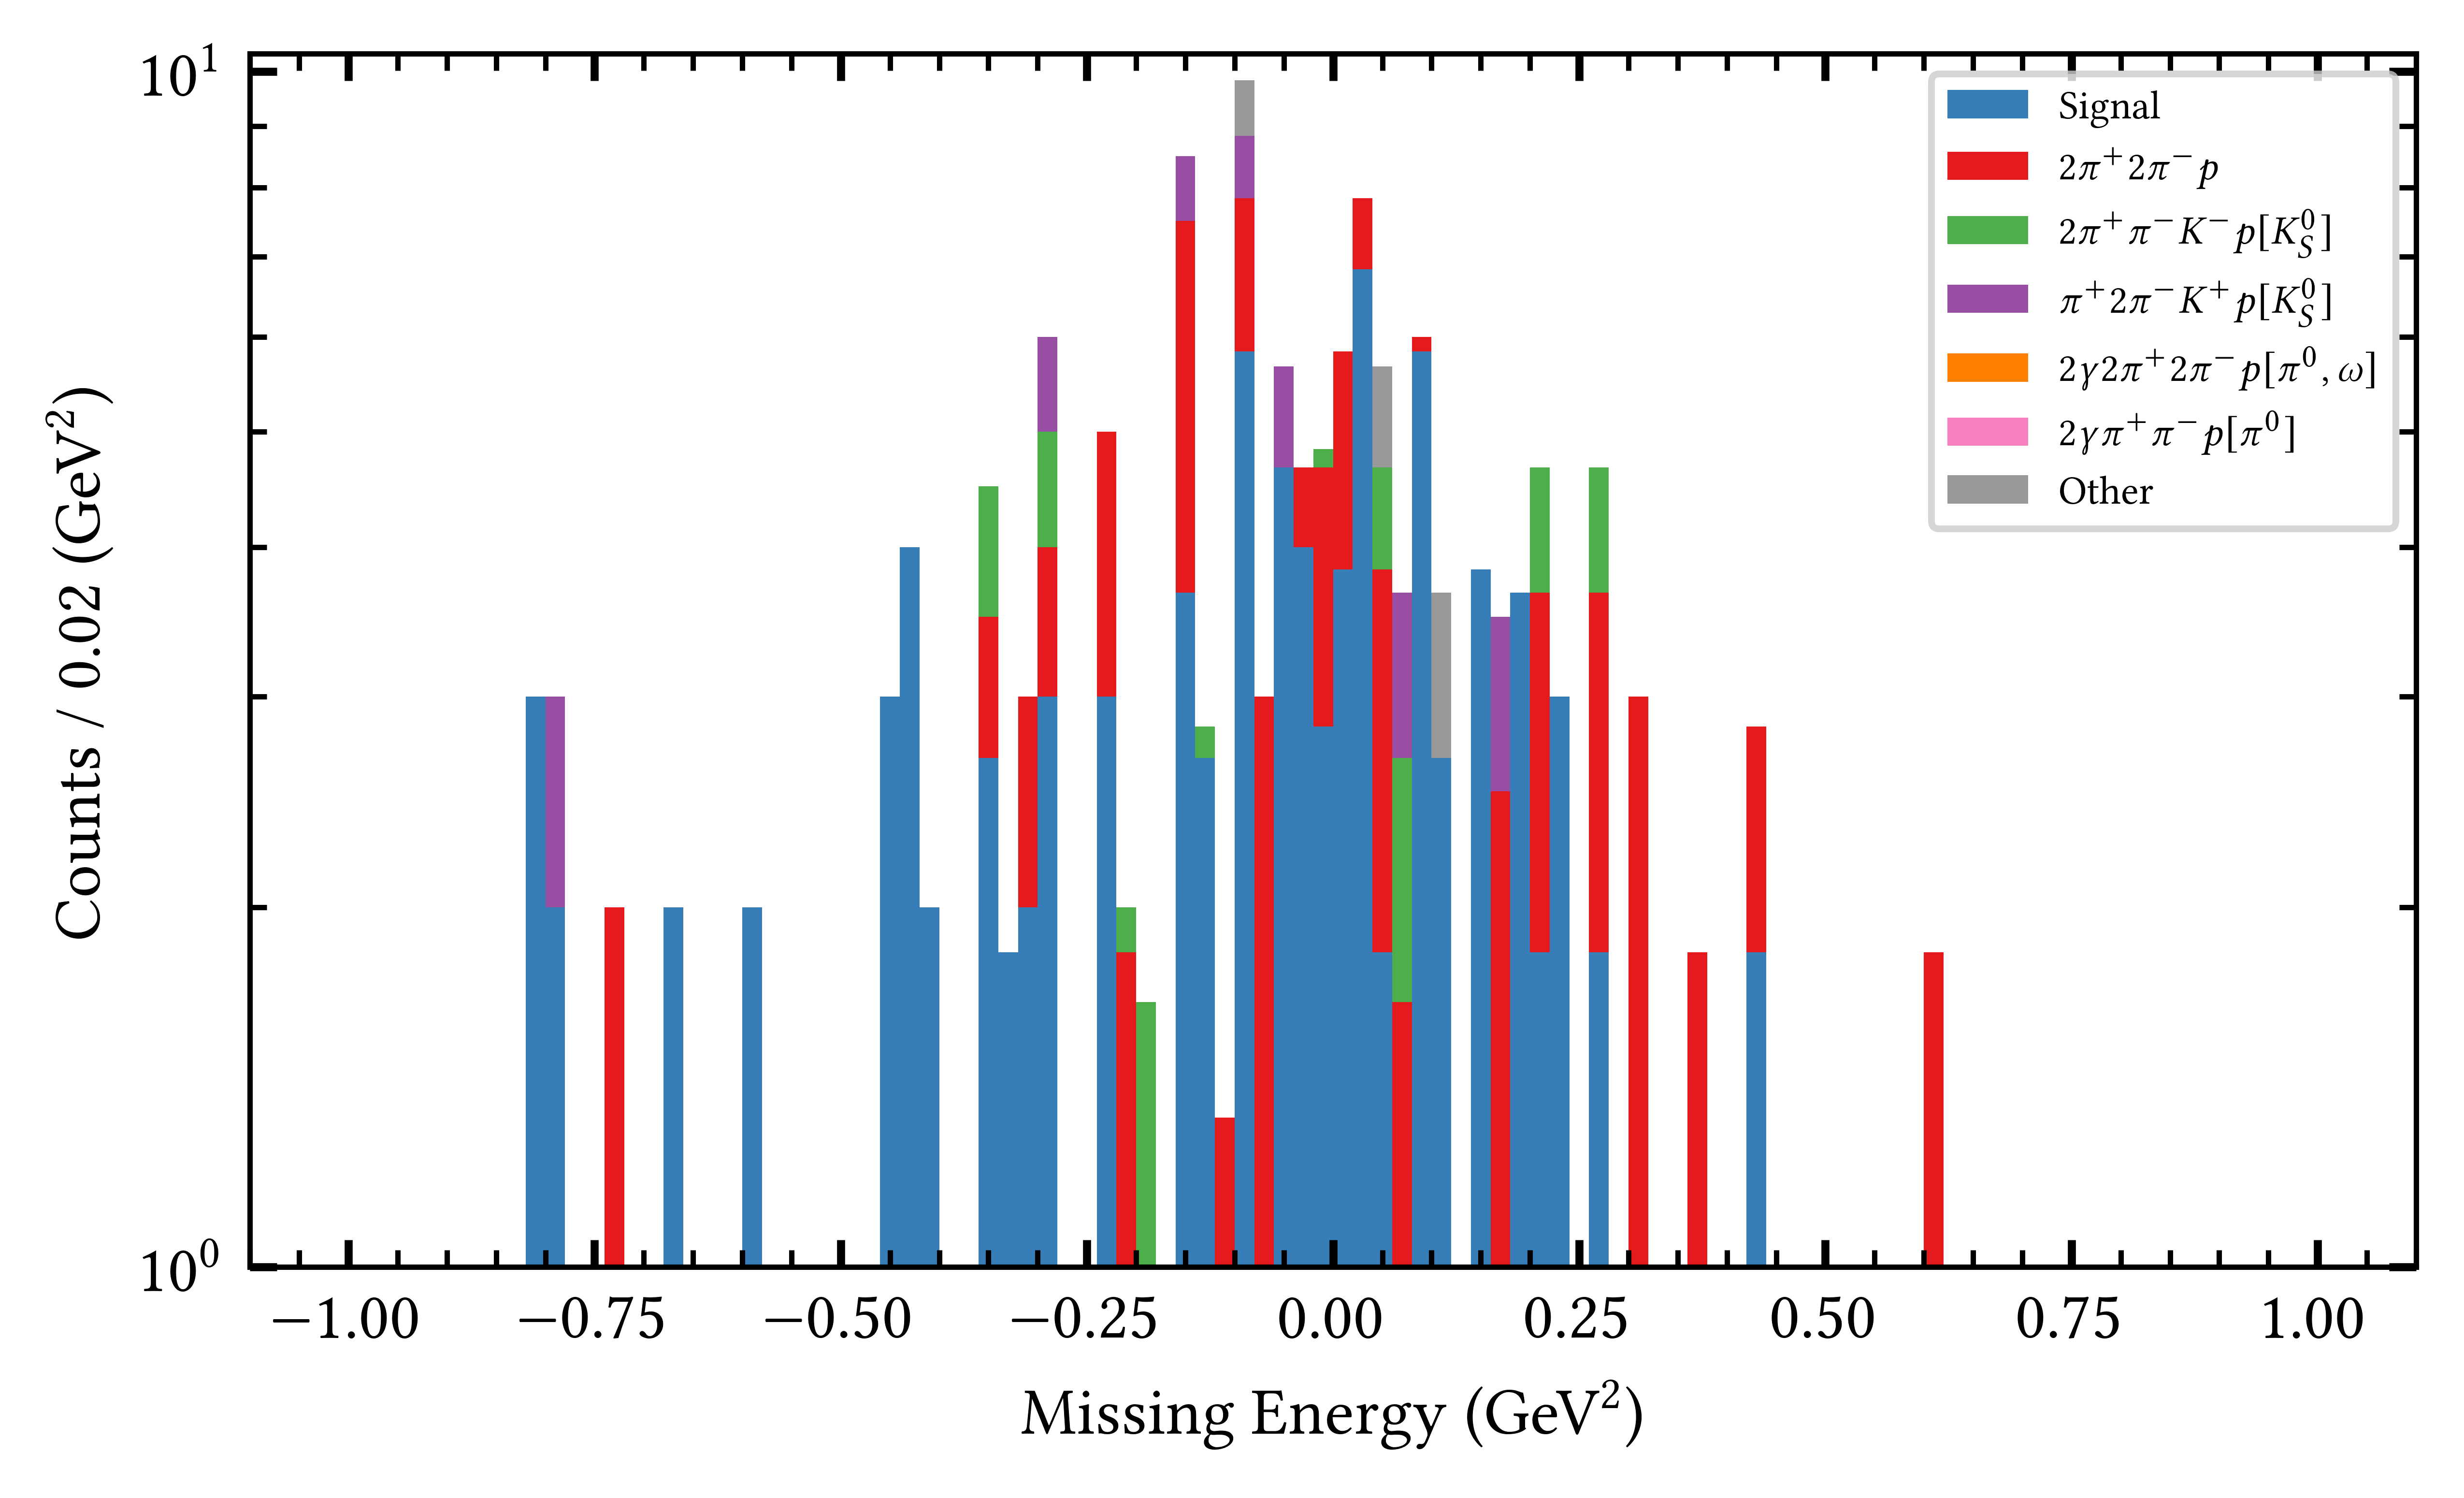 10¹
10⁰
Counts / 0.02 (GeV²)
−1.00 −0.75 −0.50 −0.25 0.00 0.25 0.50 0.75 1.00
Missing Energy (GeV²)
Signal
2π⁺2π⁻p
2π⁺π⁻K⁻p[K⁰_S]
π⁺2π⁻K⁺p[K⁰_S]
2γ2π⁺2π⁻p[π⁰, ω]
2γπ⁺π⁻p[π⁰]
Other